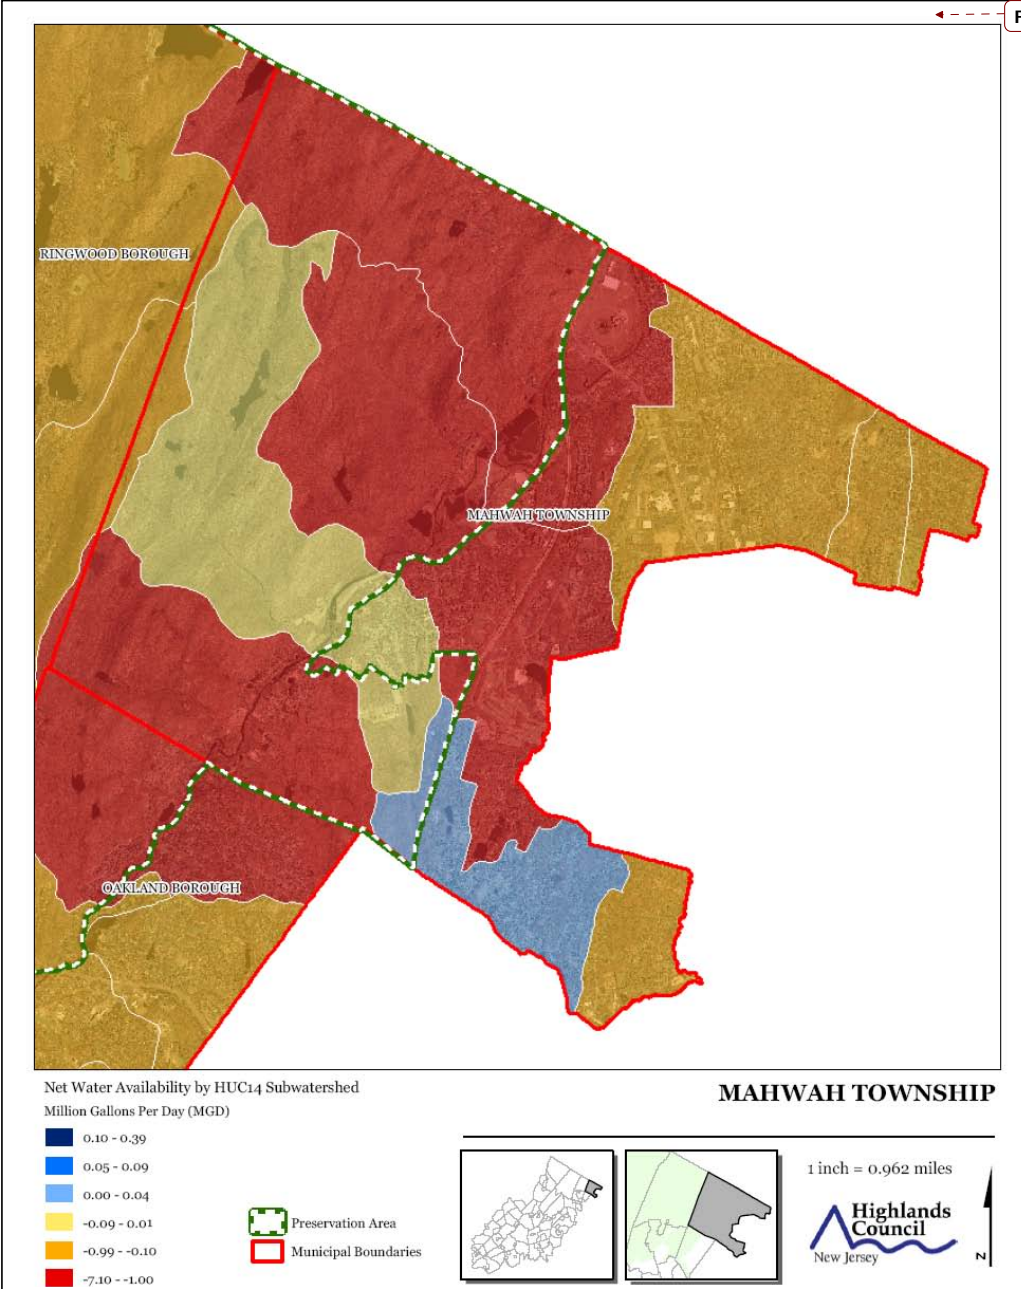 RINGWOOD BOROUGH
MAHWAH TOWNSHIP
OAKLAND BOROUGH
Net Water Availability by HUC14 Subwatershed
Million Gallons Per Day (MGD)
0.10 - 0.39
0.05 - 0.09
0.00 - 0.04
-0.09 - 0.01
-0.99 - -0.10
-7.10 - -1.00
Preservation Area
Municipal Boundaries
MAHWAH TOWNSHIP
1 inch = 0.962 miles
Highlands
Council
New Jersey
N